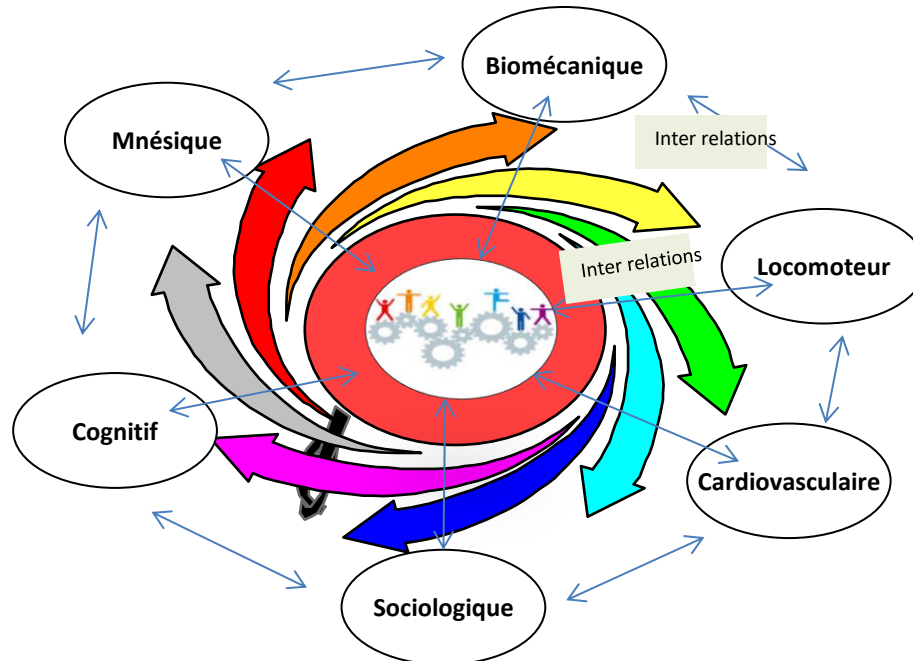 Biomécanique
Mnésique
Inter relations
Inter relations
Locomoteur
Cognitif
Cardiovasculaire
Sociologique